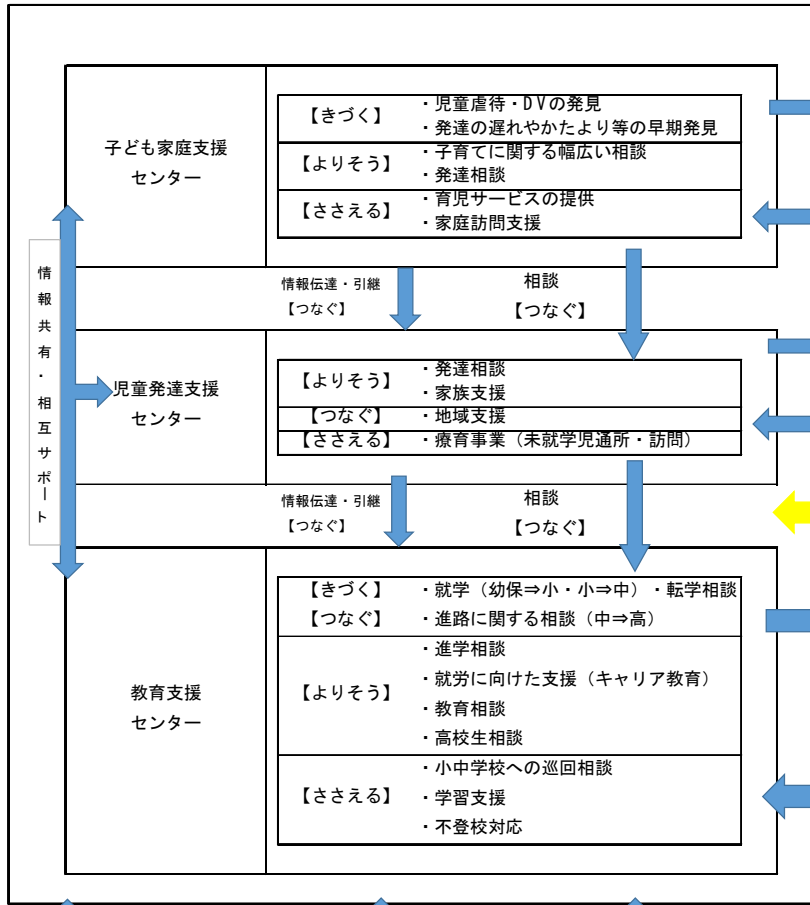 子ども家庭支援
センター
【きづく】
・児童虐待・DVの発見
・発達の遅れやかたより等の早期発見
【よりそう】
・子育てに関する幅広い相談
・発達相談
【ささえる】
・育児サービスの提供
・家庭訪問支援
情報共有・相互サポート
情報伝達・引継
【つなぐ】
相談
【つなぐ】
児童発達支援
センター
【よりそう】
・発達相談
・家族支援
【つなぐ】
・地域支援
【ささえる】
・療育事業（未就学児通所・訪問）
情報伝達・引継
【つなぐ】
相談
【つなぐ】
教育支援
センター
【きづく】
・就学（幼保⇒小・小⇒中）・転学相談
【つなぐ】
・進路に関する相談（中⇒高）
【よりそう】
・進学相談
・就労に向けた支援（キャリア教育）
・教育相談
・高校生相談
【ささえる】
・小中学校への巡回相談
・学習支援
・不登校対応